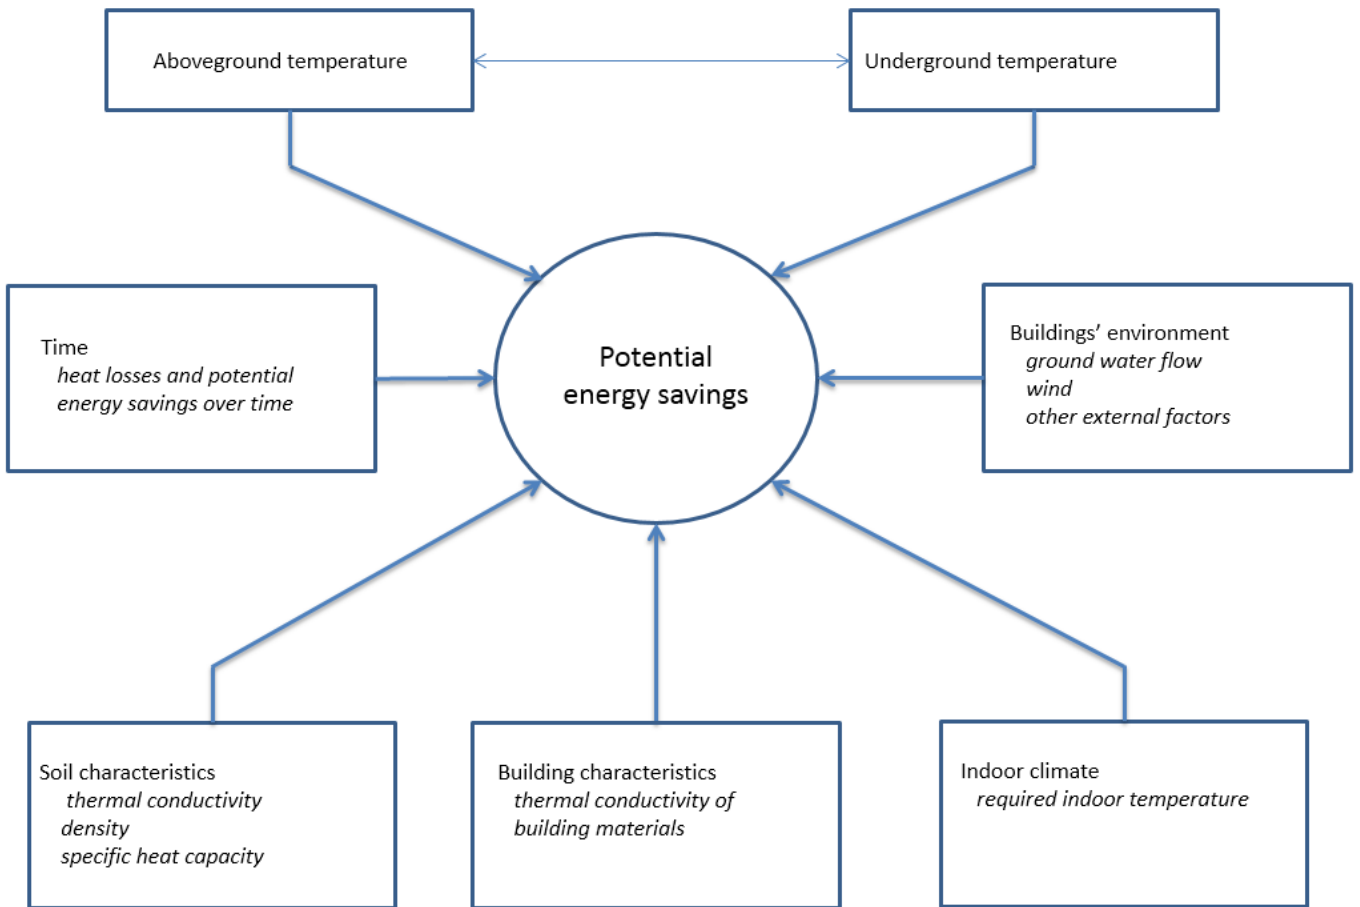 Aboveground temperature
Underground temperature
Time
heat losses and potential
energy savings over time
Potential
energy savings
Buildings’ environment
ground water flow
wind
other external factors
Soil characteristics
thermal conductivity
density
specific heat capacity
Building characteristics
thermal conductivity of
building materials
Indoor climate
required indoor temperature